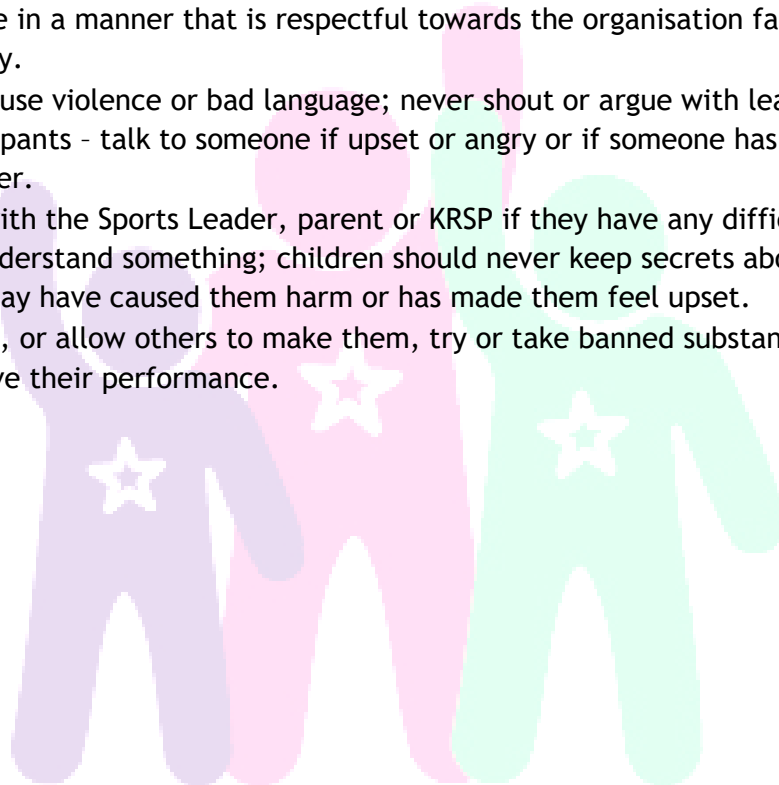 e in a manner that is respectful towards the organisation fa
y.
use violence or bad language; never shout or argue with lea
pants – talk to someone if upset or angry or if someone has
er.
ith the Sports Leader, parent or KRSP if they have any diffic
derstand something; children should never keep secrets abo
ay have caused them harm or has made them feel upset.
, or allow others to make them, try or take banned substan
ve their performance.